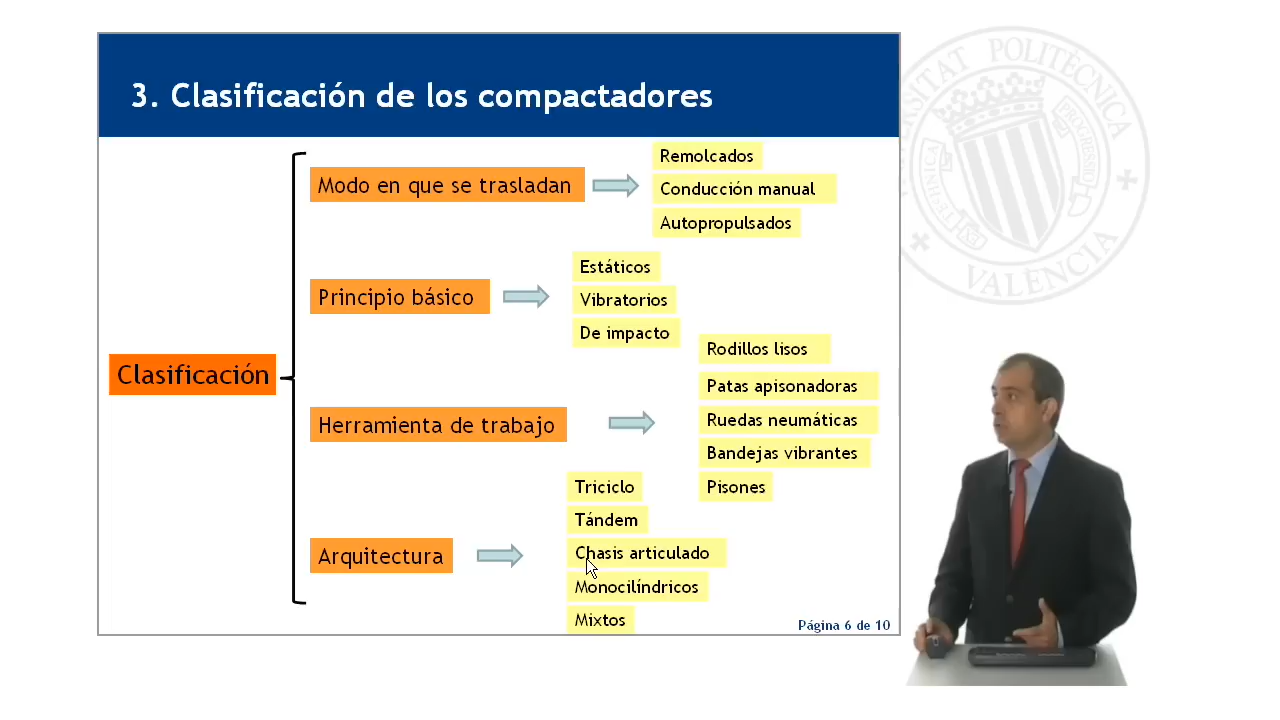 3. Clasificación de los compactadores
Clasificación
Modo en que se trasladan
Remolcados
Conducción manual
Autopropulsados
Principio básico
Estáticos
Vibratorios
De impacto
Herramienta de trabajo
Rodillos lisos
Patas apisonadoras
Ruedas neumáticas
Bandejas vibrantes
Pisones
Arquitectura
Triciclo
Tándem
Chasis articulado
Monocilíndricos
Mixtos
Página 6 de 10
POLITÈCNICA
VALÈNCIA